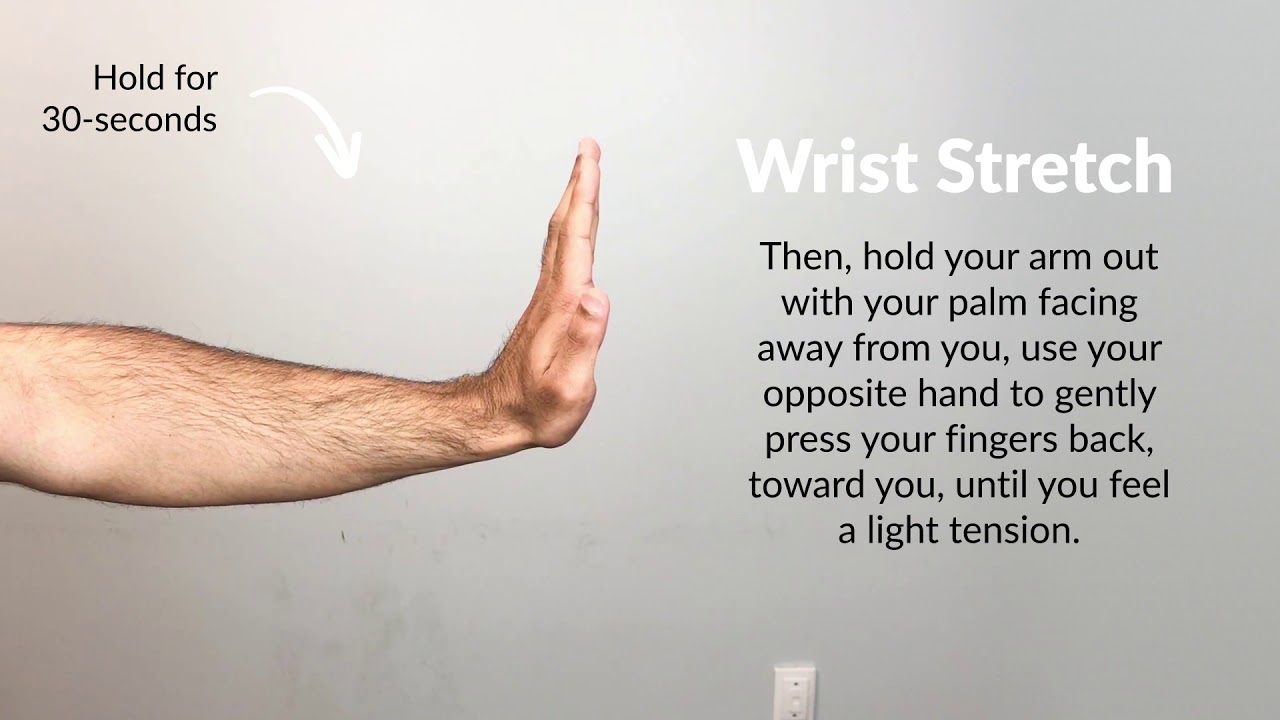 Hold for
30-seconds
Wrist Stretch
Then, hold your arm out
with your palm facing
away from you, use your
opposite hand to gently
press your fingers back,
toward you, until you feel
a light tension.